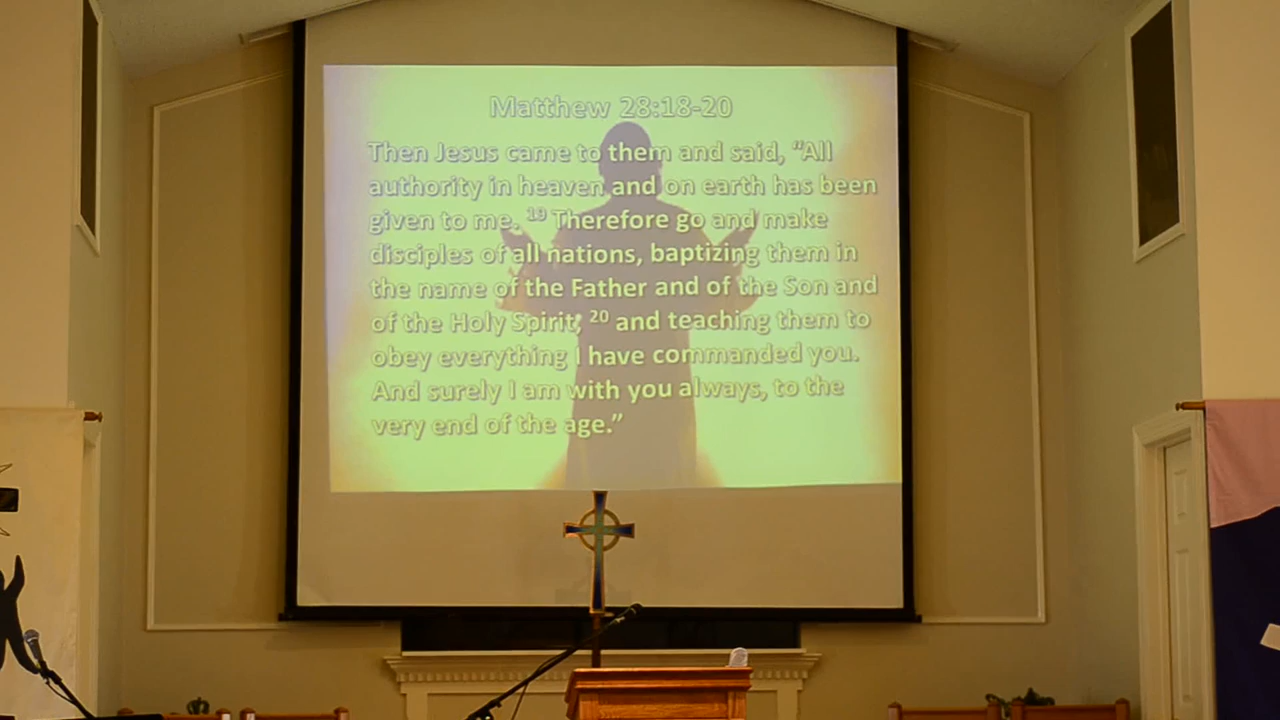 Matthew 28:18-20
Then Jesus came to them and said, "All
authority in heaven and on earth has been
given to me. 19 Therefore go and make
disciples of all nations, baptizing them in
the name of the Father and of the Son and
of the Holy Spirit, 20 and teaching them to
obey everything I have commanded you.
And surely I am with you always, to the
very end of the age."